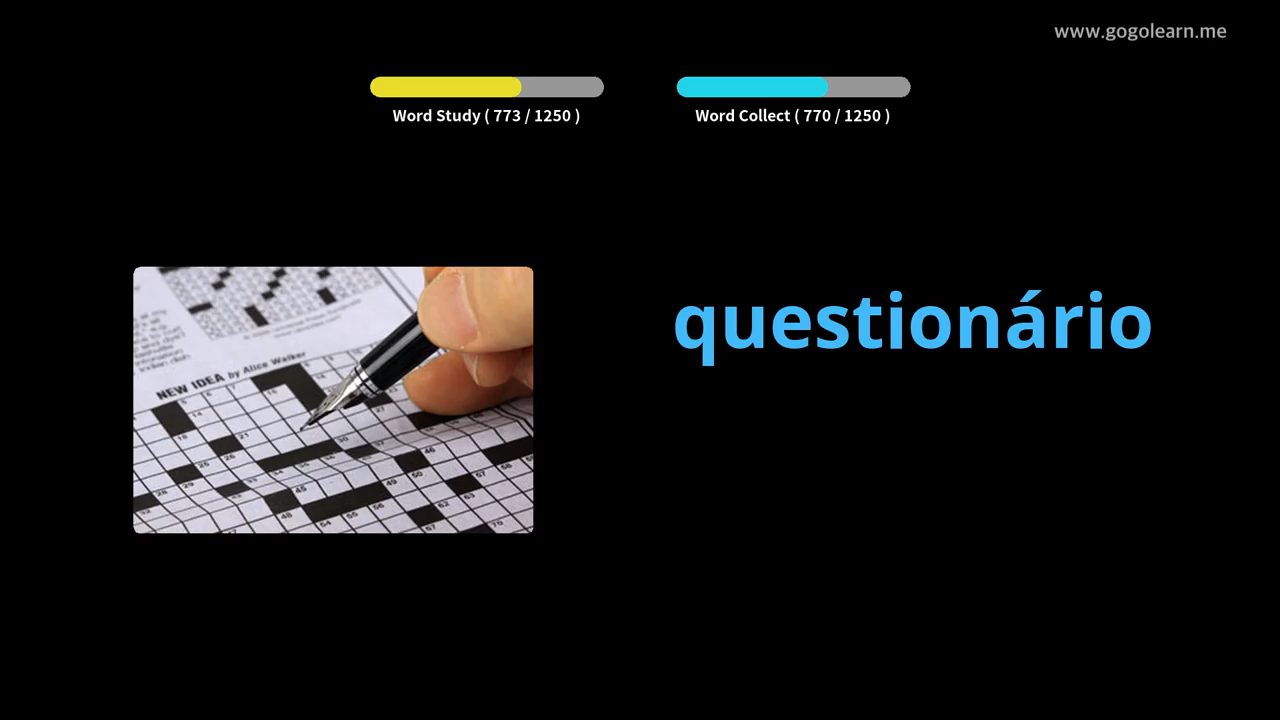 www.gogolearn.me
Word Study ( 773 / 1250 )
Word Collect ( 770 / 1250 )
questionário
NEW IDEA by Alice Walker